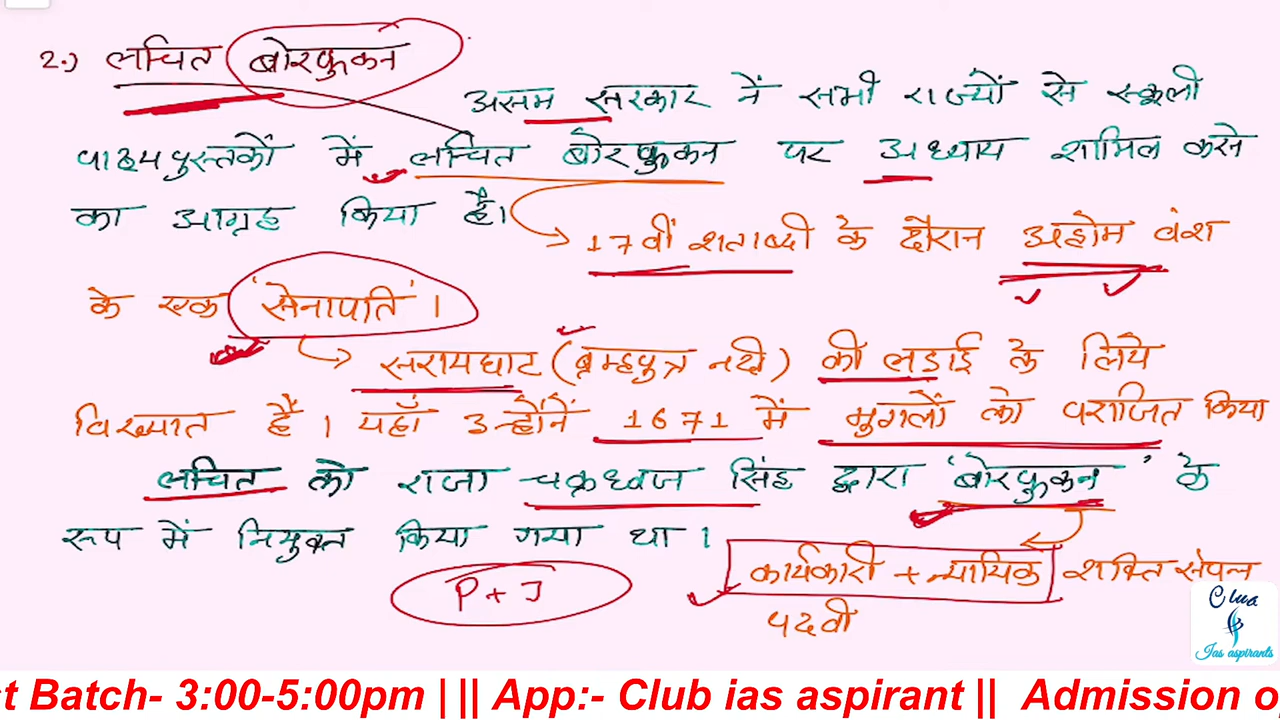 2.) लचित बोरफुकन
असम सरकार नें सभी राज्यों से स्कूली
पाठ्यपुस्तकों में लचित बोरफुकन पर अध्याय शामिल करने
का आग्रह किया है।
17वीं शताब्दी के दौरान अहोम वंश
के एक 'सेनापति'।
सरायघाट (ब्रम्हपुत्र नदी) की लडाई के लिये
विख्यात है। यहाँ उन्होंनें 1671 में मुगलों को पराजित किया
लचित को राजा चक्रध्वज सिंह द्वारा 'बोरफुकन' के
रूप में नियुक्त किया गया था।
कार्यकारी + न्यायिक शक्ति संपन्न
पदवी
P + J
Club
Ias aspirants
st Batch- 3:00-5:00pm | || App:- Club ias aspirant || Admission op